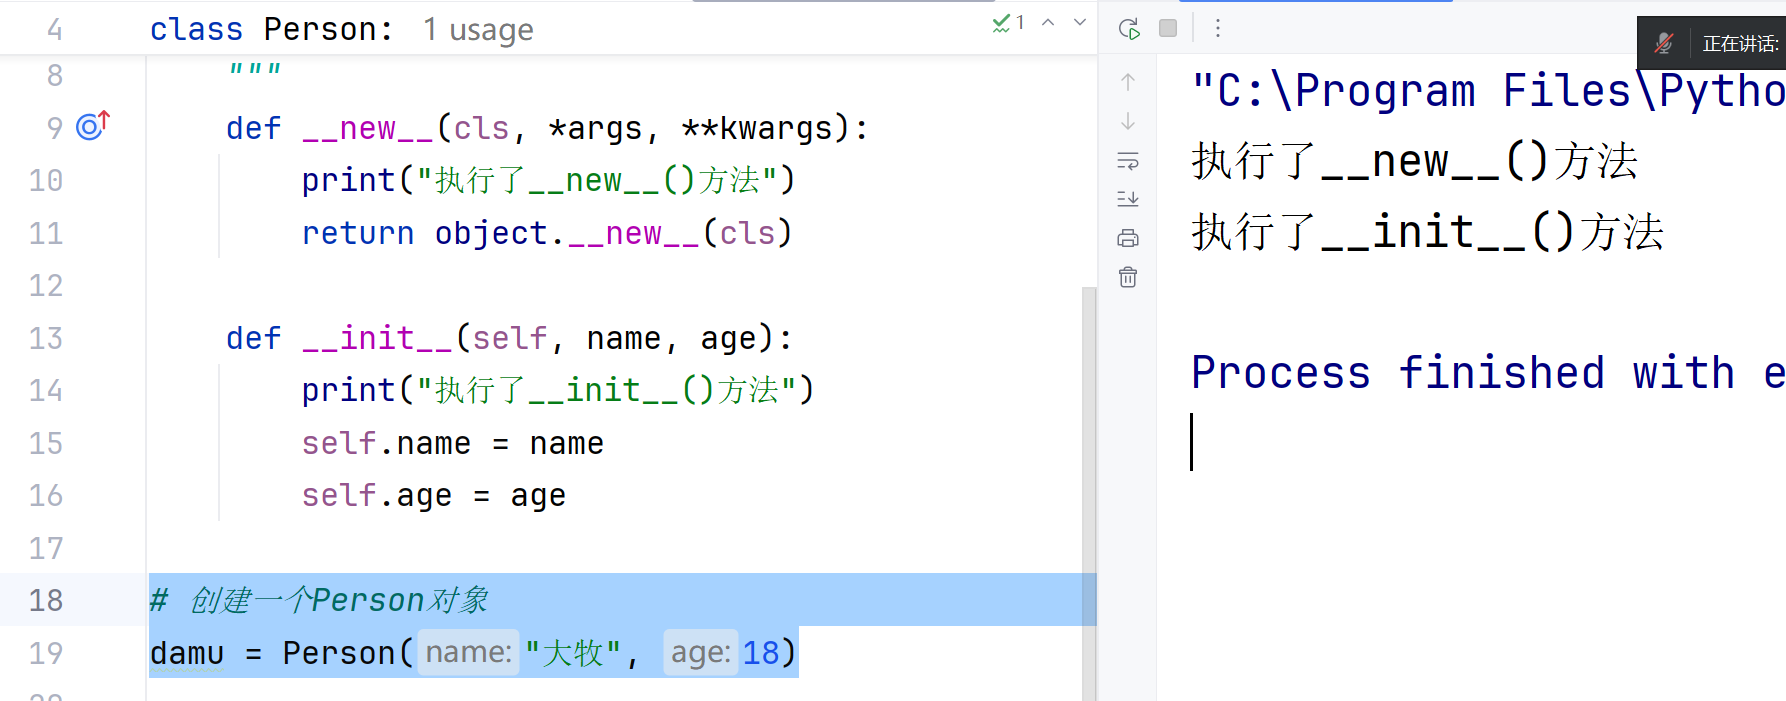 4 class Person: 1 usage
1
8 """
9 def __new__(cls, *args, **kwargs):
10 print("执行了__new__()方法")
11 return object.__new__(cls)
12
13 def __init__(self, name, age):
14 print("执行了__init__()方法")
15 self.name = name
16 self.age = age
17
18 # 创建一个Person对象
19 damu = Person(name: "大牧", age: 18)
正在讲话:
"C:\Program Files\Pytho
执行了__new__()方法
执行了__init__()方法
Process finished with e